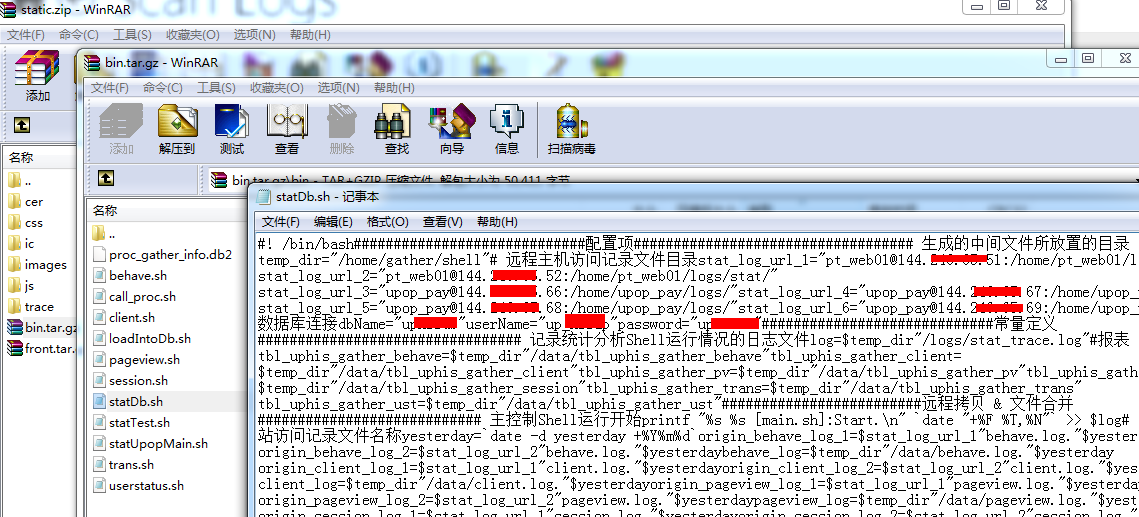 Scan Logs
static.zip - WinRAR
文件(F) 命令(C) 工具(S) 收藏夹(O) 选项(N) 帮助(H)
添加
名称
..
cer
css
ic
images
js
trace
bin.tar.gz
front.tar.
bin.tar.gz - WinRAR
文件(F) 命令(C) 工具(S) 收藏夹(O) 选项(N) 帮助(H)
添加 解压到 测试 查看 删除 查找 向导 信息 扫描病毒
bin.tar.gz\bin - TAR+GZIP 压缩文件, 解包大小为 50,411 字节
名称
..
proc_gather_info.db2
behave.sh
call_proc.sh
client.sh
loadIntoDb.sh
pageview.sh
session.sh
statDb.sh
statTest.sh
statUpopMain.sh
trans.sh
userstatus.sh
statDb.sh - 记事本
文件(F) 编辑(E) 格式(O) 查看(V) 帮助(H)
#! /bin/bash#############################配置项################################### 生成的中间文件所放置的目录
temp_dir="/home/gather/shell"# 远程主机访问记录文件目录stat_log_url_1="pt_web01@144. 51:/home/pt_web01/l
stat_log_url_2="pt_web01@144.2 .52:/home/pt_web01/logs/stat/"
stat_log_url_3="upop_pay@144. .66:/home/upop_pay/logs/"stat_log_url_4="upop_pay@144.2 67:/home/upop
stat_log_url_5="upop_pay@144. .68:/home/upop_pay/logs/"stat_log_url_6="upop_pay@144.2 .69:/home/upop
数据库连接dbName="up "userName="up "password="up "#############################常量定义
################################# 记录统计分析Shell运行情况的日志文件log=$temp_dir"/logs/stat_trace.log"#报表
tbl_uphis_gather_behave=$temp_dir"/data/tbl_uphis_gather_behave"tbl_uphis_gather_client=
$temp_dir"/data/tbl_uphis_gather_client"tbl_uphis_gather_pv=$temp_dir"/data/tbl_uphis_gather_pv"tbl_uphis_gath
$temp_dir"/data/tbl_uphis_gather_session"tbl_uphis_gather_trans=$temp_dir"/data/tbl_uphis_gather_trans"
tbl_uphis_gather_ust=$temp_dir"/data/tbl_uphis_gather_ust"#########################远程拷贝 & 文件合并
############################ 主控制Shell运行开始printf "%s %s [main.sh]:Start.\n" `date "+%F %T,%N"` >> $log#
站访问记录文件名称yesterday=`date -d yesterday +%Y%m%d`origin_behave_log_1=$stat_log_url_1"behave.log."$yester
origin_behave_log_2=$stat_log_url_2"behave.log."$yesterdaybehave_log=$temp_dir"/data/behave.log."$yesterday
origin_client_log_1=$stat_log_url_1"client.log."$yesterdayorigin_client_log_2=$stat_log_url_2"client.log."$yes
client_log=$temp_dir"/data/client.log."$yesterdayorigin_pageview_log_1=$stat_log_url_1"pageview.log."$yesterda
origin_pageview_log_2=$stat_log_url_2"pageview.log."$yesterdaypageview_log=$temp_dir"/data/pageview.log."$yest